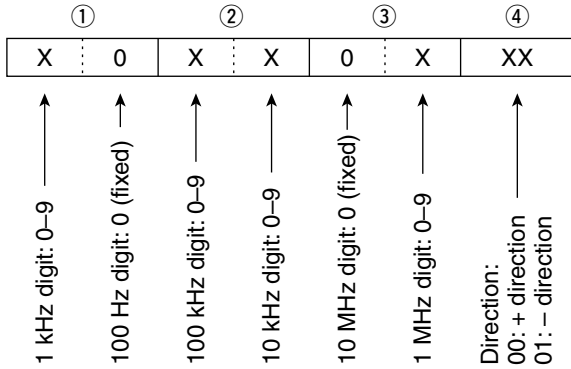 ① ② ③ ④
X 0 X X 0 X XX
1 kHz digit: 0–9
100 Hz digit: 0 (fixed)
100 kHz digit: 0–9
10 kHz digit: 0–9
10 MHz digit: 0 (fixed)
1 MHz digit: 0–9
Direction:
00: + direction
01: – direction